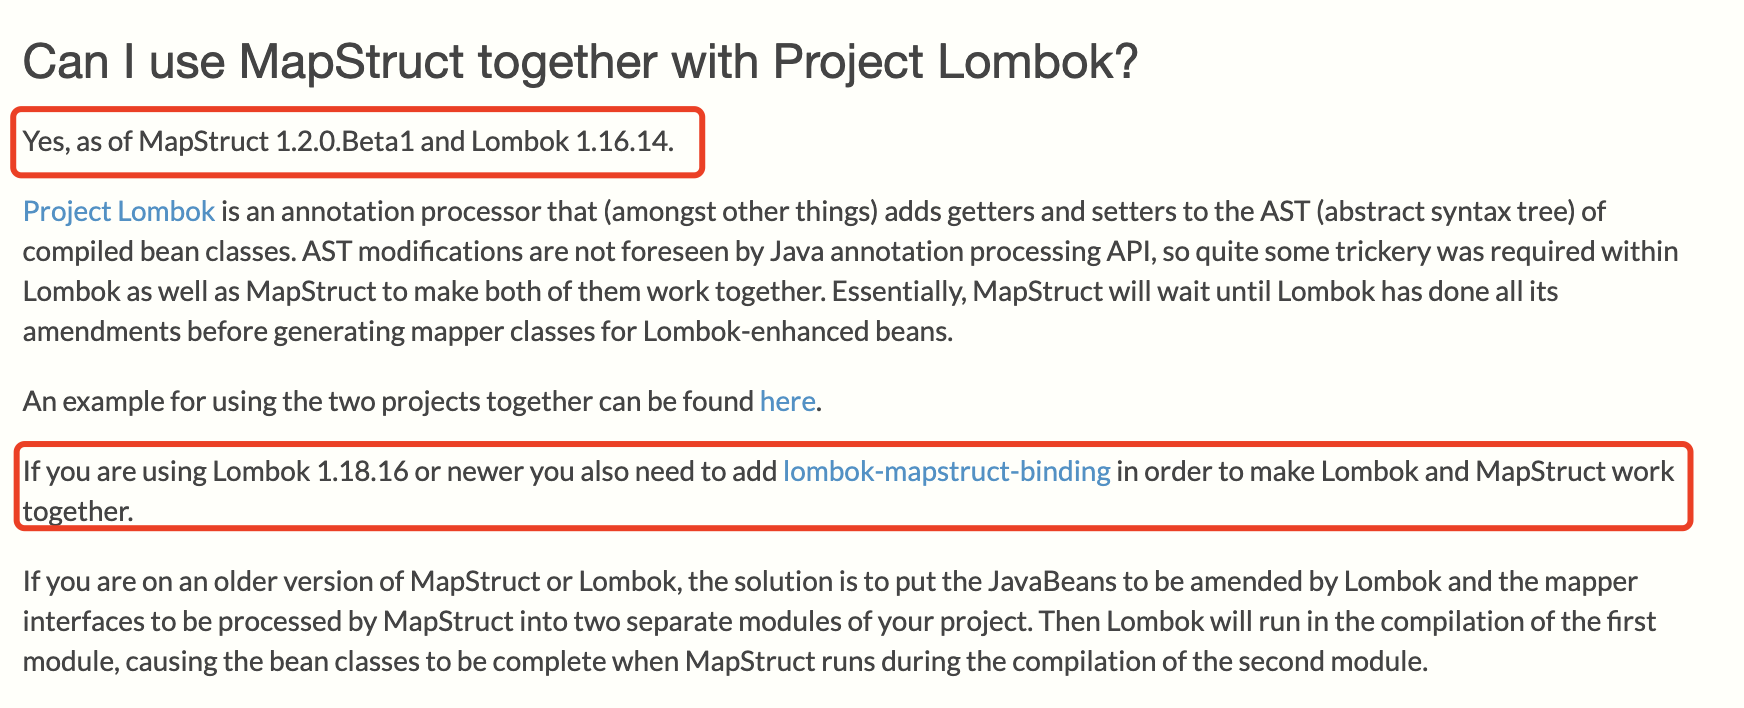 Can I use MapStruct together with Project Lombok?
Yes, as of MapStruct 1.2.0.Beta1 and Lombok 1.16.14.
Project Lombok is an annotation processor that (amongst other things) adds getters and setters to the AST (abstract syntax tree) of
compiled bean classes. AST modifications are not foreseen by Java annotation processing API, so quite some trickery was required within
Lombok as well as MapStruct to make both of them work together. Essentially, MapStruct will wait until Lombok has done all its
amendments before generating mapper classes for Lombok-enhanced beans.
An example for using the two projects together can be found here.
If you are using Lombok 1.18.16 or newer you also need to add lombok-mapstruct-binding in order to make Lombok and MapStruct work
together.
If you are on an older version of MapStruct or Lombok, the solution is to put the JavaBeans to be amended by Lombok and the mapper
interfaces to be processed by MapStruct into two separate modules of your project. Then Lombok will run in the compilation of the first
module, causing the bean classes to be complete when MapStruct runs during the compilation of the second module.